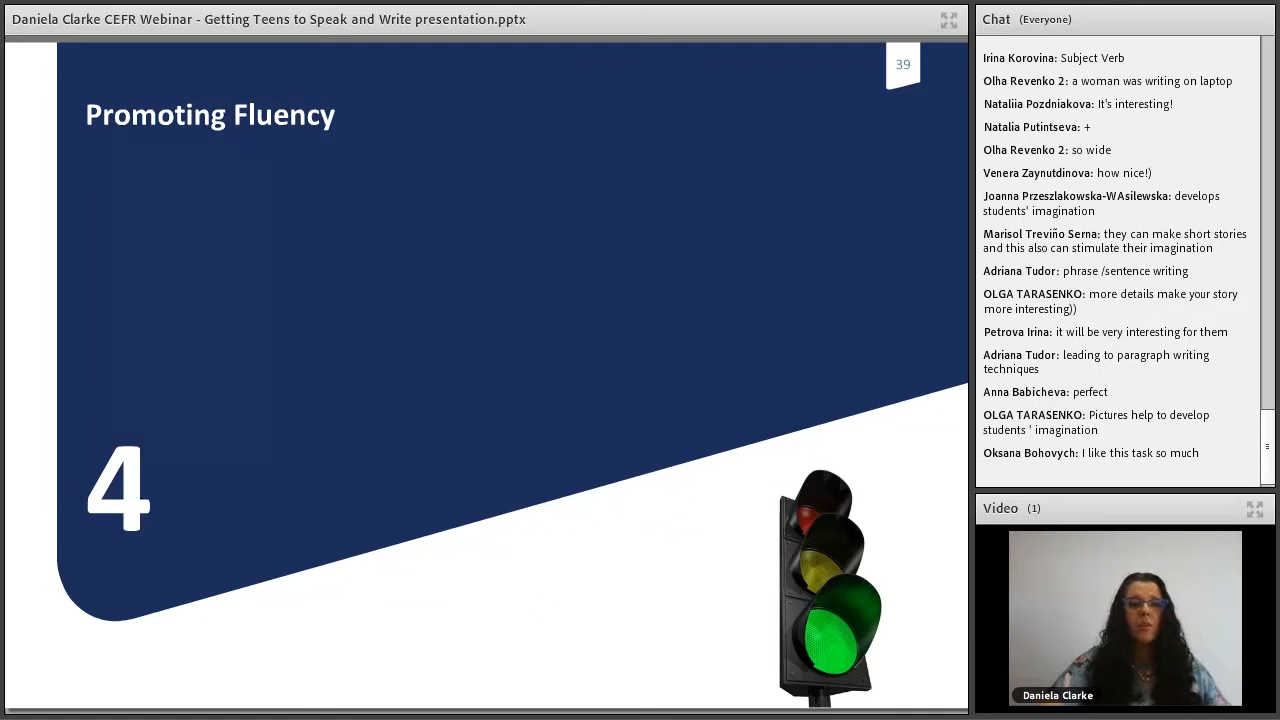 Daniela Clarke CEFR Webinar - Getting Teens to Speak and Write presentation.pptx
39
Promoting Fluency
4
Chat (Everyone)
Irina Korovina: Subject Verb
Olha Revenko 2: a woman was writing on laptop
Nataliia Pozdniakova: It's interesting!
Natalia Putintseva: +
Olha Revenko 2: so wide
Venera Zaynutdinova: how nice!)
Joanna Przeszlakowska-WAsilewska: develops
students' imagination
Marisol Treviño Serna: they can make short stories
and this also can stimulate their imagination
Adriana Tudor: phrase /sentence writing
OLGA TARASENKO: more details make your story
more interesting))
Petrova Irina: it will be very interesting for them
Adriana Tudor: leading to paragraph writing
techniques
Anna Babicheva: perfect
OLGA TARASENKO: Pictures help to develop
students ' imagination
Oksana Bohovych: I like this task so much
Video (1)
Daniela Clarke